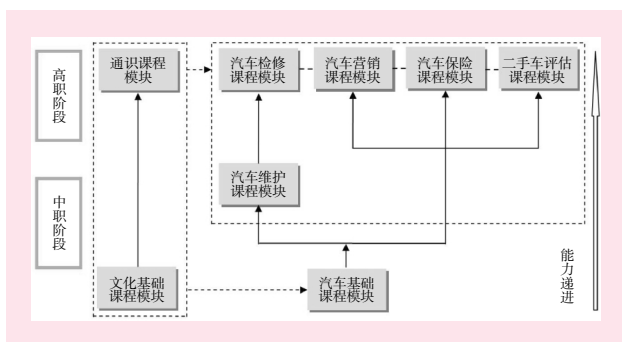 高职阶段
通识课程
模块
汽车检修
课程模块
汽车营销
课程模块
汽车保险
课程模块
二手车评估
课程模块
汽车维护
课程模块
中职阶段
文化基础
课程模块
汽车基础
课程模块
能力递进